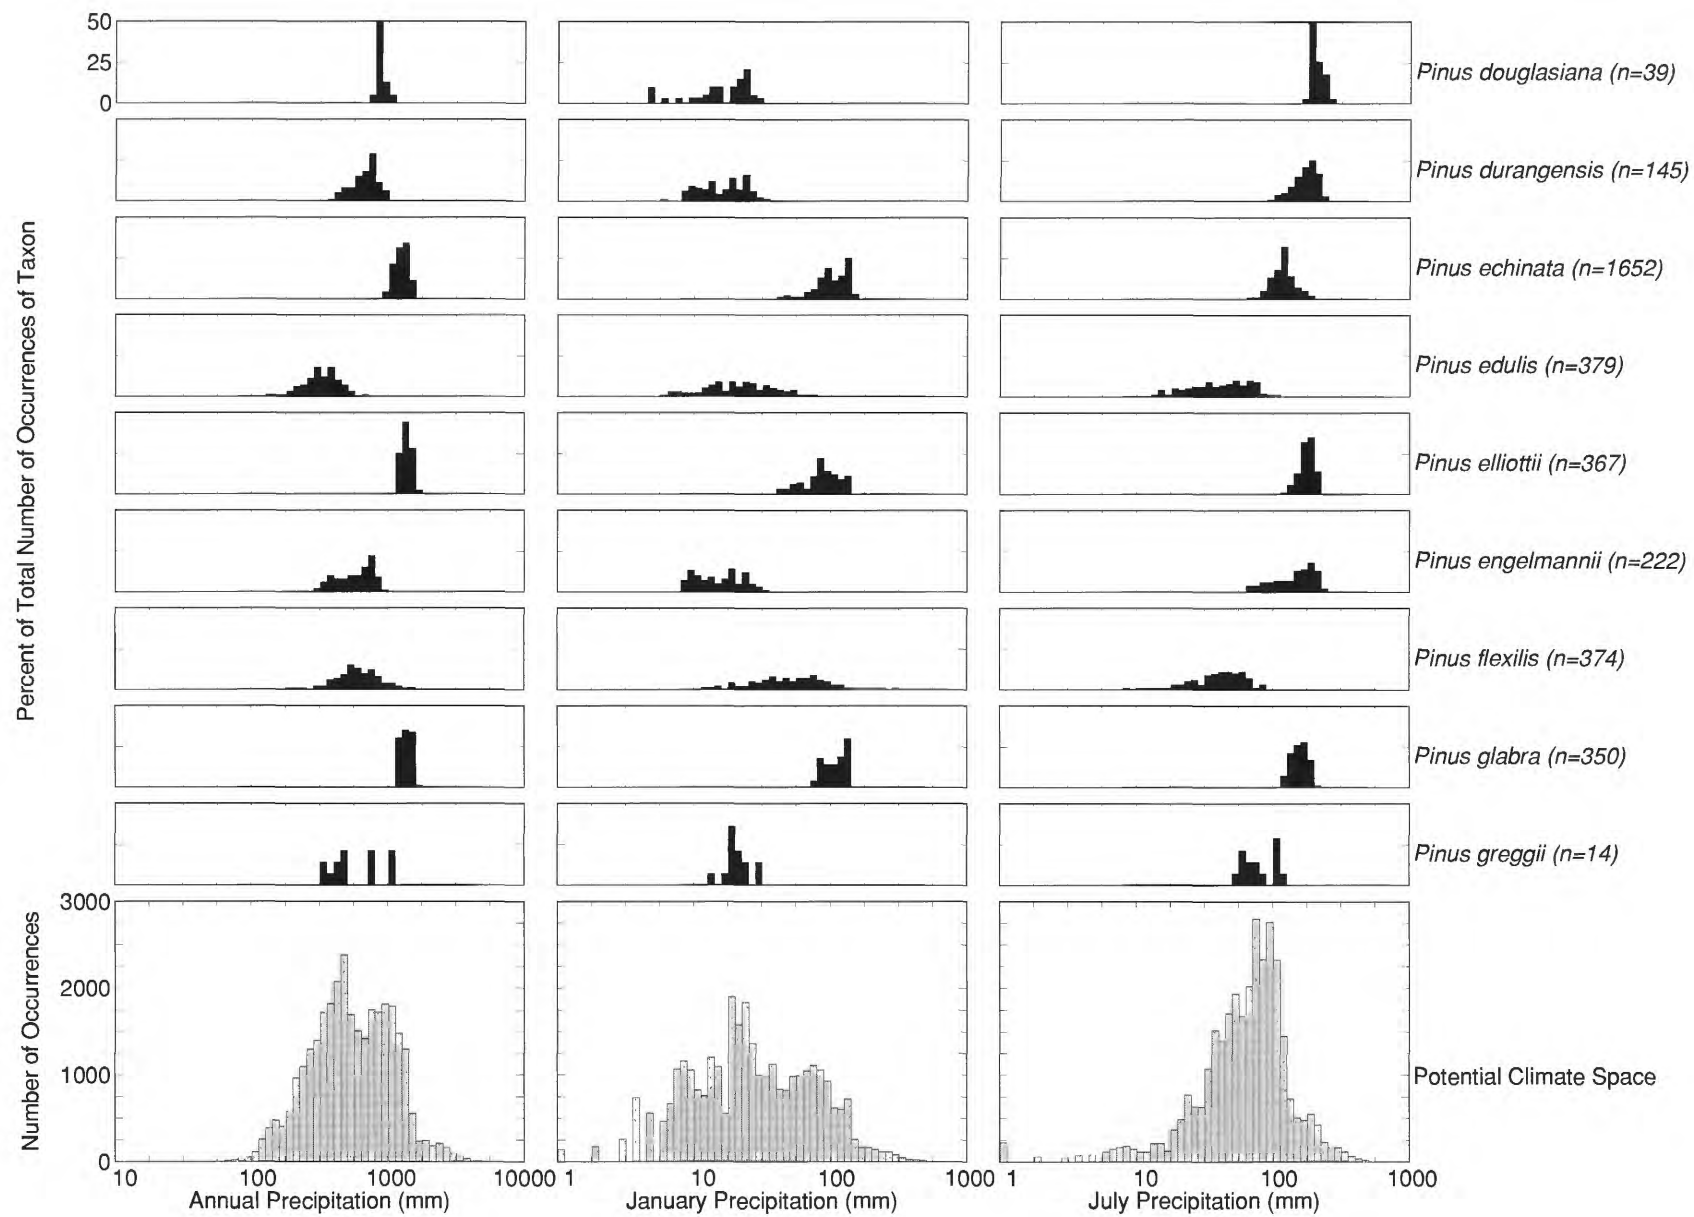 50
25
0
Pinus douglasiana (n=39)
Pinus durangensis (n=145)
Pinus echinata (n=1652)
Pinus edulis (n=379)
Pinus elliottii (n=367)
Pinus engelmannii (n=222)
Pinus flexilis (n=374)
Pinus glabra (n=350)
Pinus greggii (n=14)
Percent of Total Number of Occurrences of Taxon
3000
2000
1000
0
Number of Occurrences
Potential Climate Space
10 100 1000 10000 1 10 100 1000 1 10 100 1000
Annual Precipitation (mm) January Precipitation (mm) July Precipitation (mm)